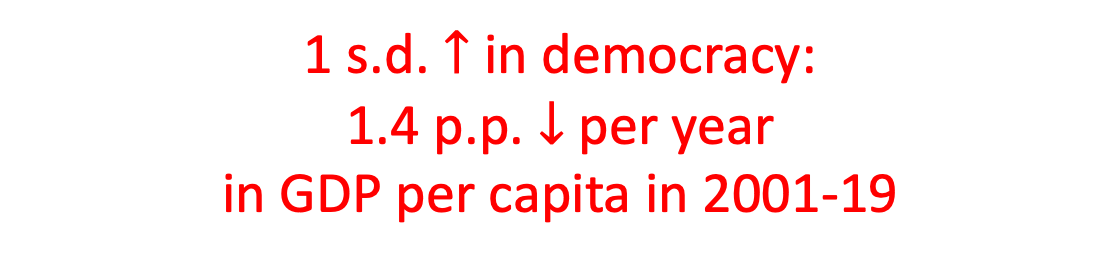 1 s.d. ↑ in democracy:
1.4 p.p. ↓ per year
in GDP per capita in 2001-19